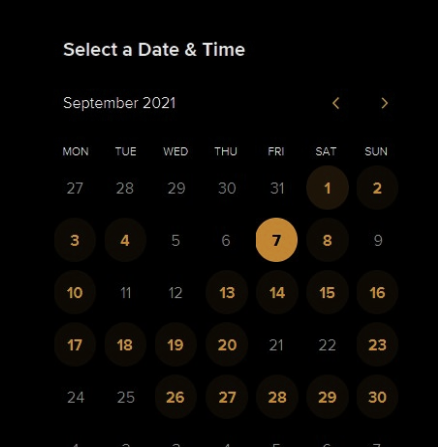 Select a Date & Time
September 2021
MON TUE WED THU FRI SAT SUN
27 28 29 30 31 1 2
3 4 5 6 7 8 9
10 11 12 13 14 15 16
17 18 19 20 21 22 23
24 25 26 27 28 29 30